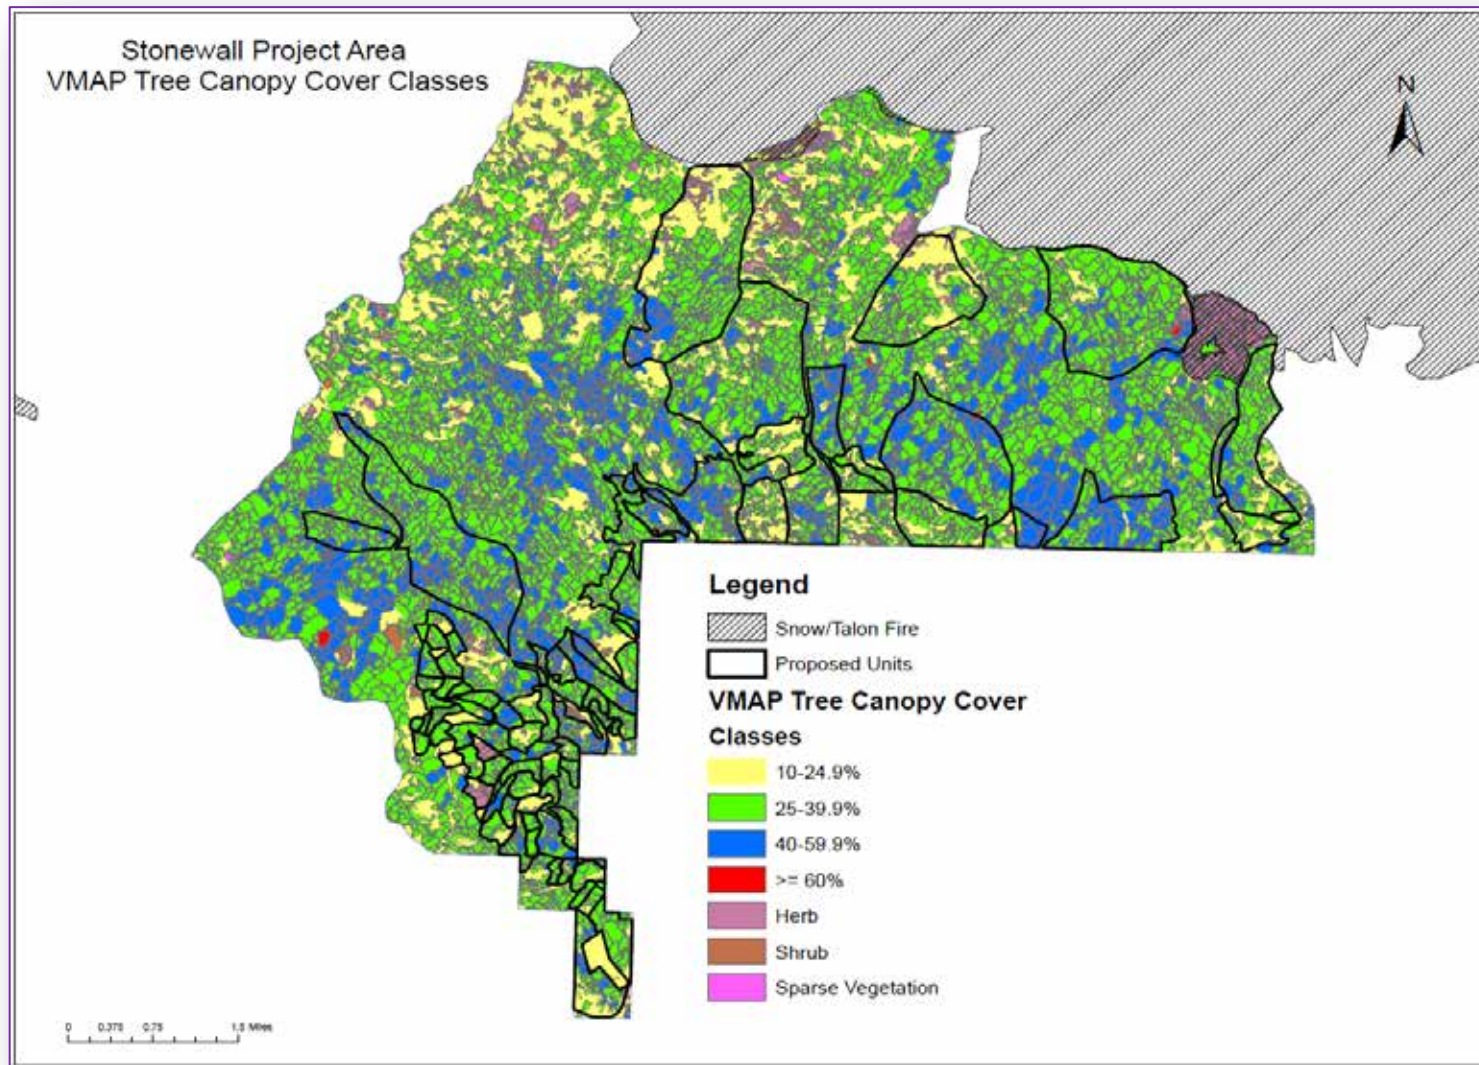 Stonewall Project Area
VMAP Tree Canopy Cover Classes
N
Legend
Snow/Talon Fire
Proposed Units
VMAP Tree Canopy Cover
Classes
10-24.9%
25-39.9%
40-59.9%
>= 60%
Herb
Shrub
Sparse Vegetation
0 0.375 0.75 1.5 Miles